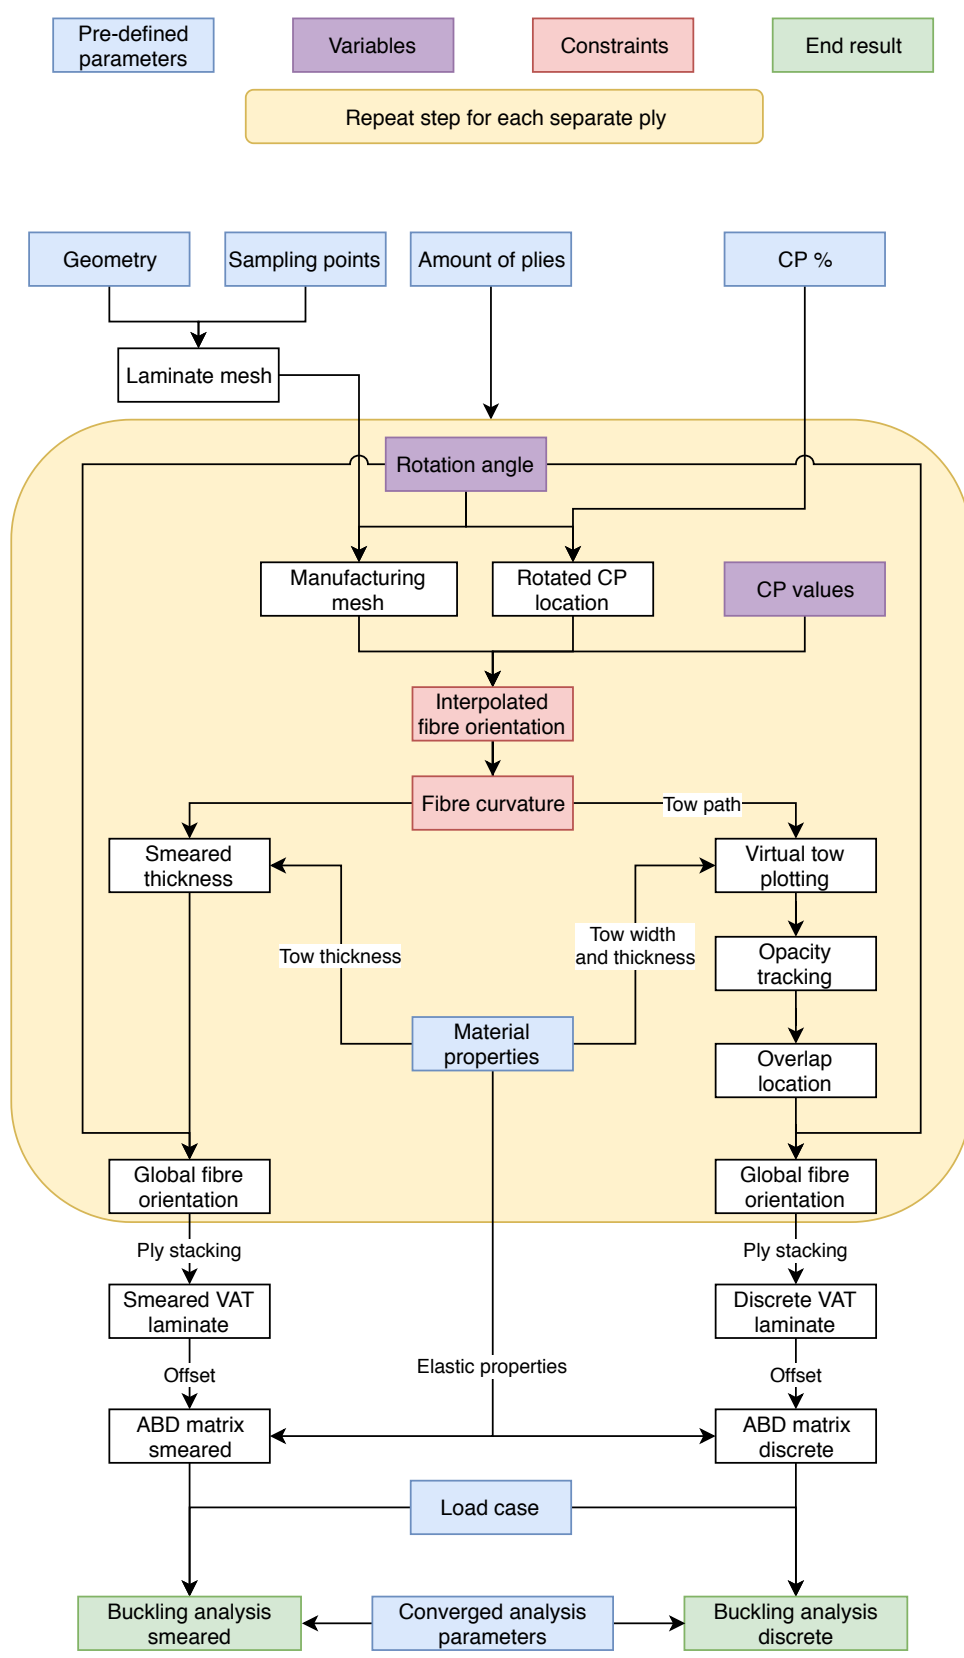 Pre-defined
parameters
Variables
Constraints
End result
Repeat step for each separate ply
Geometry
Sampling points
Amount of plies
CP %
Laminate mesh
Rotation angle
Manufacturing
mesh
Rotated CP
location
CP values
Interpolated
fibre orientation
Fibre curvature
Tow path
Smeared
thickness
Virtual tow
plotting
Tow thickness
Tow width
and thickness
Opacity
tracking
Material
properties
Overlap
location
Global fibre
orientation
Global fibre
orientation
Ply stacking
Ply stacking
Smeared VAT
laminate
Discrete VAT
laminate
Elastic properties
Offset
Offset
ABD matrix
smeared
ABD matrix
discrete
Load case
Buckling analysis
smeared
Converged analysis
parameters
Buckling analysis
discrete